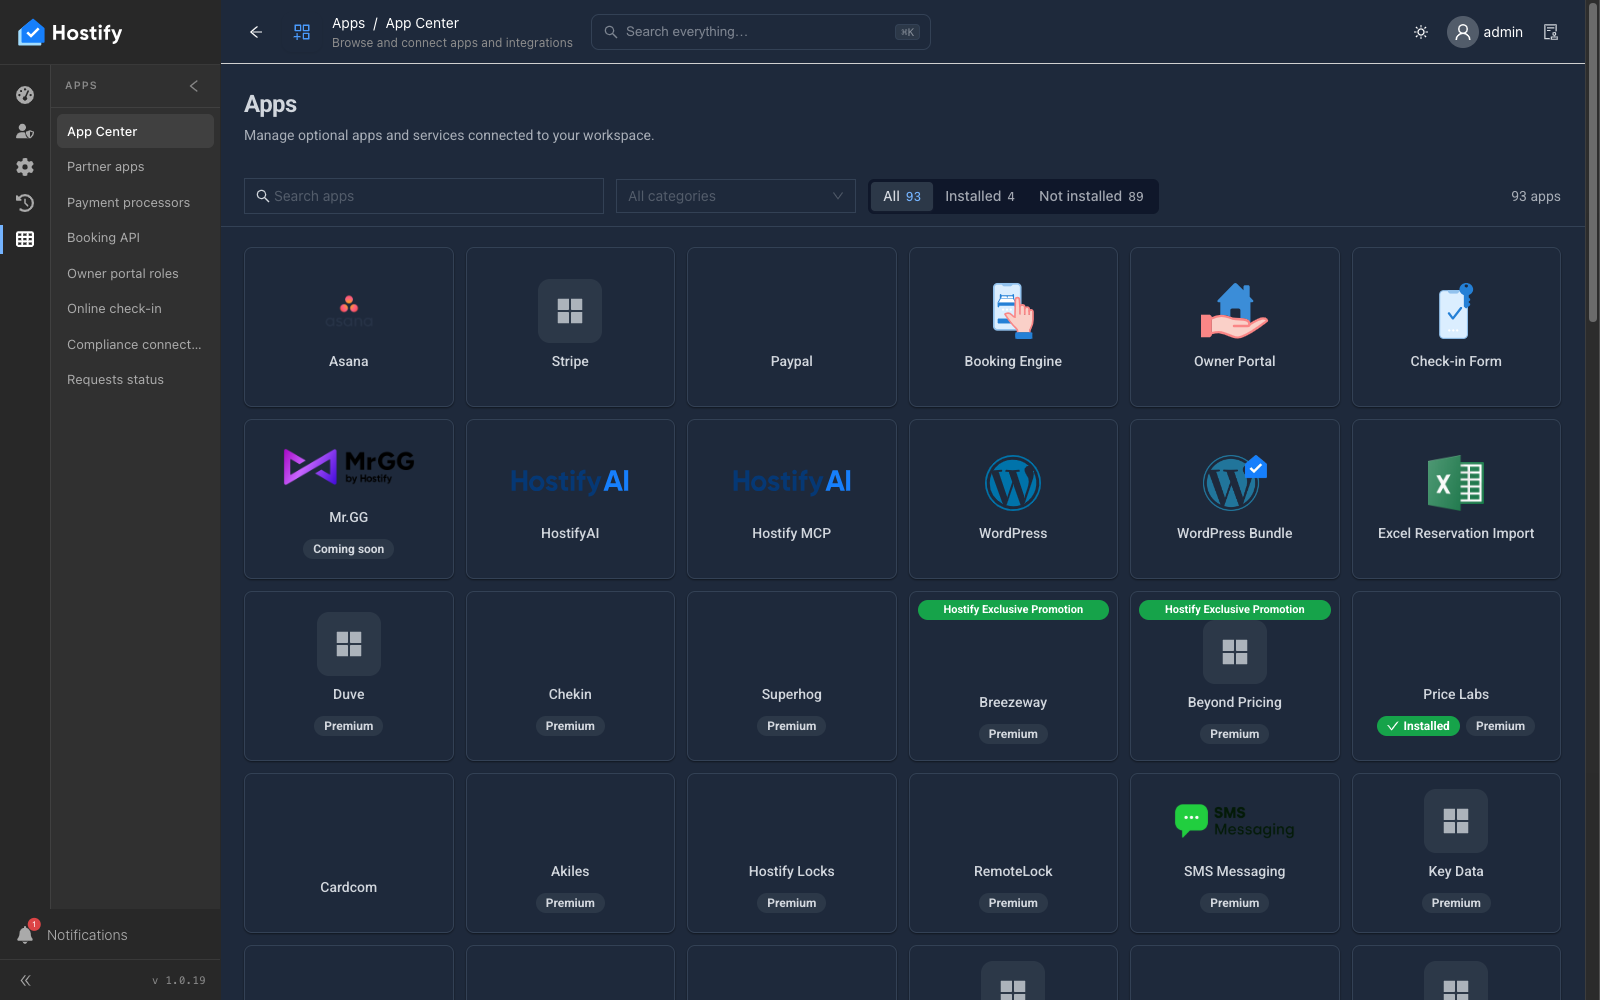 Hostify
Apps / App Center
Browse and connect apps and integrations
Search everything...
⌘K
admin
APPS
App Center
Partner apps
Payment processors
Booking API
Owner portal roles
Online check-in
Compliance connect...
Requests status
Notifications
1
v 1.0.19
Apps
Manage optional apps and services connected to your workspace.
Search apps
All categories
All 93
Installed 4
Not installed 89
93 apps
asana
Asana
Stripe
Paypal
Booking Engine
Owner Portal
Check-in Form
MrGG
by Hostify
Mr.GG
Coming soon
HostifyAI
HostifyAI
HostifyAI
Hostify MCP
WordPress
WordPress Bundle
Excel Reservation Import
Duve
Premium
Chekin
Premium
Superhog
Premium
Hostify Exclusive Promotion
Breezeway
Premium
Hostify Exclusive Promotion
Beyond Pricing
Premium
Price Labs
Installed
Premium
Cardcom
Akiles
Premium
Hostify Locks
Premium
RemoteLock
Premium
SMS
Messaging
SMS Messaging
Premium
Key Data
Premium